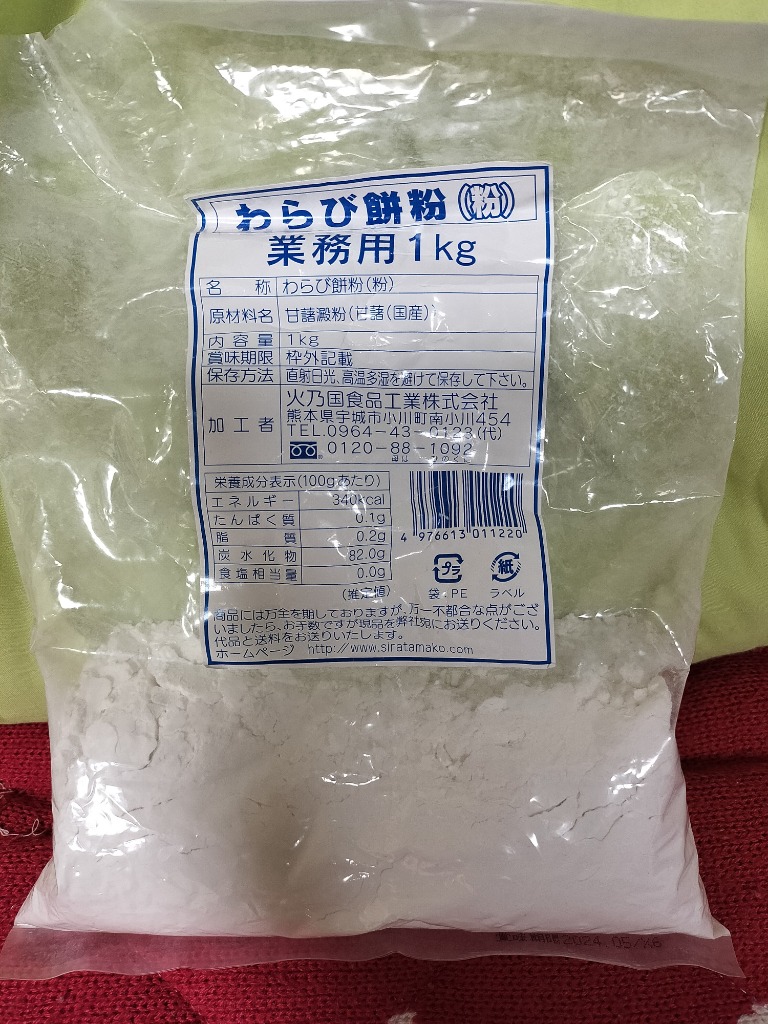 わらび餅粉(粉)
業務用1kg
名 称 わらび餅粉(粉)
原材料名 甘藷澱粉(甘藷(国産))
内容量 1kg
賞味期限 枠外記載
保存方法 直射日光、高温多湿を避けて保存して下さい。
加工者 火乃国食品工業株式会社
熊本県宇城市小川町南小川454
TEL.0964-43-0123(代)
0120-88-1092
栄養成分表示(100gあたり)
エネルギー 340kcal
たんぱく質 0.1g
脂 質 0.2g
炭水化物 82.0g
食塩相当量 0.0g
(推定値)
4 976613 011220
プラ 紙
袋:PE ラベル
商品には万全を期しておりますが、万一不都合な点がござ
いましたら、お手数ですが現品を弊社宛にお送りください。
代品と送料をお送りいたします。
ホームページ http://www.siratamako.com
賞味期限 2024.05